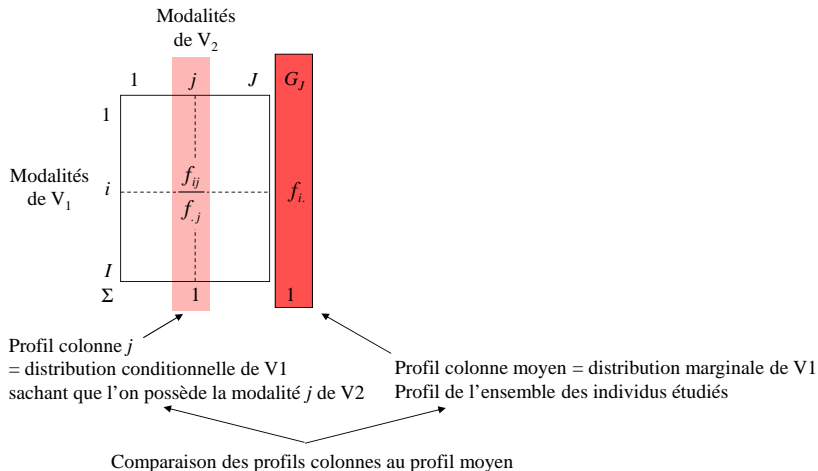 Modalités
de V2
1 j J GJ
1
Modalités
de V1
i
fij
f.j
fi.
I
Σ 1 1
Profil colonne j
= distribution conditionnelle de V1
sachant que l’on possède la modalité j de V2
Profil colonne moyen = distribution marginale de V1
Profil de l’ensemble des individus étudiés
Comparaison des profils colonnes au profil moyen